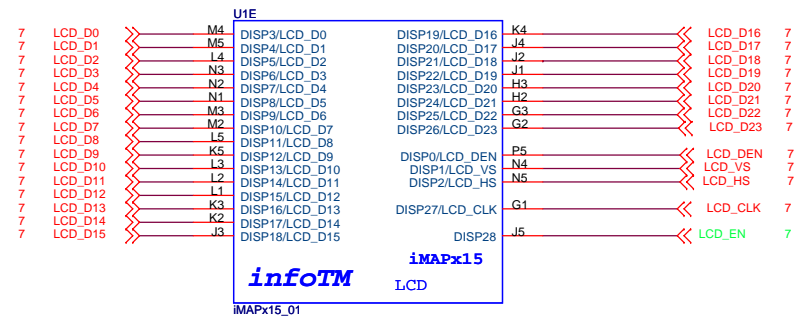 U1E
7 LCD_D0 M4 DISP3/LCD_D0 DISP19/LCD_D16 K4 LCD_D16 7
7 LCD_D1 M5 DISP4/LCD_D1 DISP20/LCD_D17 J4 LCD_D17 7
7 LCD_D2 L4 DISP5/LCD_D2 DISP21/LCD_D18 J2 LCD_D18 7
7 LCD_D3 N3 DISP6/LCD_D3 DISP22/LCD_D19 J1 LCD_D19 7
7 LCD_D4 N2 DISP7/LCD_D4 DISP23/LCD_D20 H3 LCD_D20 7
7 LCD_D5 N1 DISP8/LCD_D5 DISP24/LCD_D21 H2 LCD_D21 7
7 LCD_D6 M3 DISP9/LCD_D6 DISP25/LCD_D22 G3 LCD_D22 7
7 LCD_D7 M2 DISP10/LCD_D7 DISP26/LCD_D23 G2 LCD_D23 7
7 LCD_D8 L5 DISP11/LCD_D8
7 LCD_D9 K5 DISP12/LCD_D9 DISP0/LCD_DEN P5 LCD_DEN 7
7 LCD_D10 L3 DISP13/LCD_D10 DISP1/LCD_VS N4 LCD_VS 7
7 LCD_D11 L2 DISP14/LCD_D11 DISP2/LCD_HS N5 LCD_HS 7
7 LCD_D12 L1 DISP15/LCD_D12
7 LCD_D13 K3 DISP16/LCD_D13 DISP27/LCD_CLK G1 LCD_CLK 7
7 LCD_D14 K2 DISP17/LCD_D14
7 LCD_D15 J3 DISP18/LCD_D15 DISP28 J5 LCD_EN 7
iMAPx15
infoTM LCD
iMAPx15_01